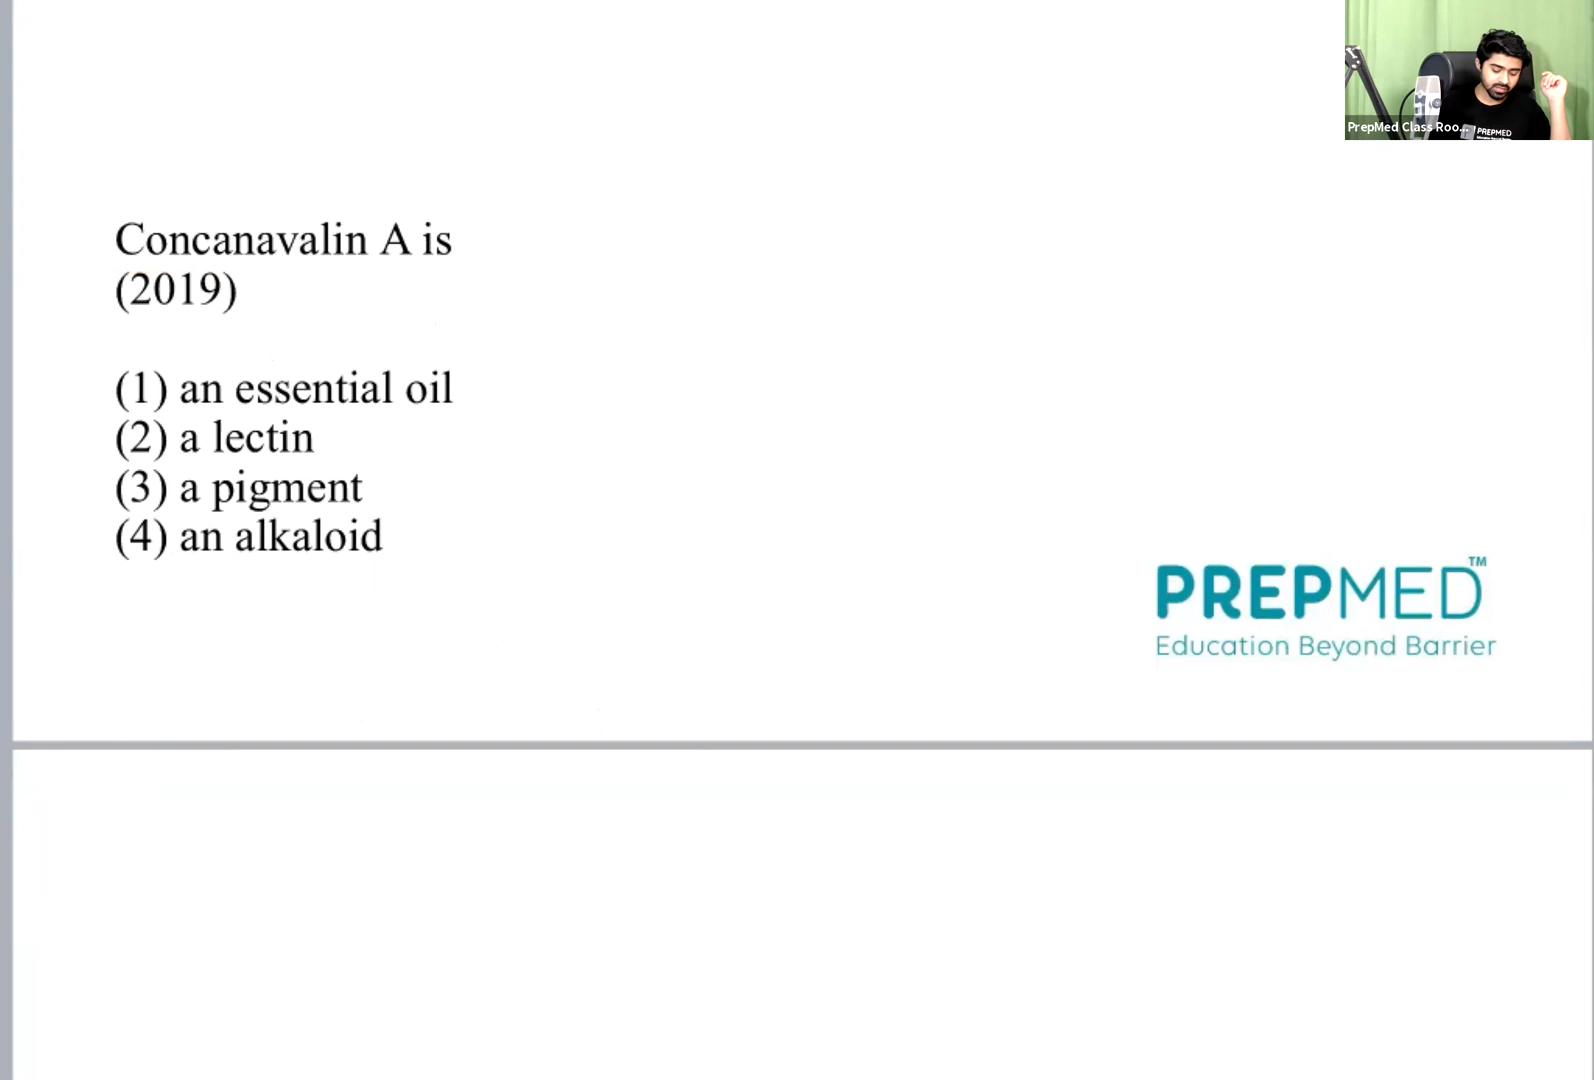 PrepMed Class Roo...
PREPMED
Concanavalin A is
(2019)
(1) an essential oil
(2) a lectin
(3) a pigment
(4) an alkaloid
PREPMED™
Education Beyond Barrier